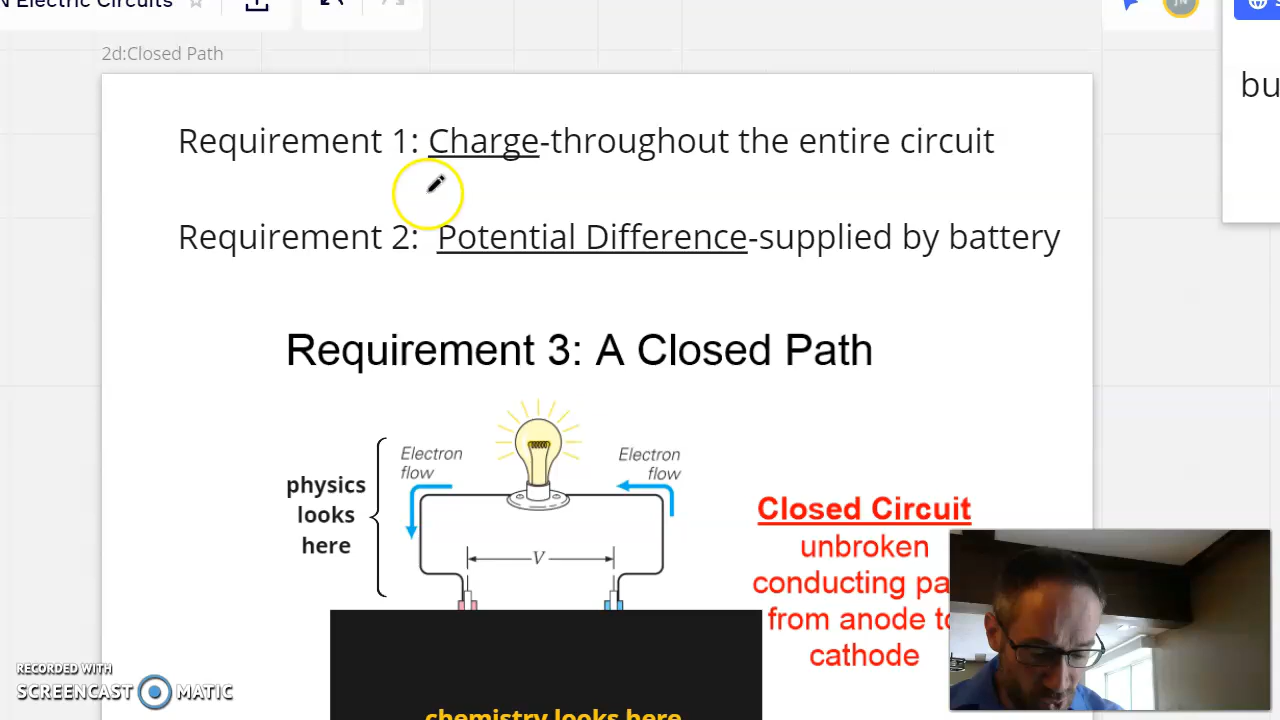 Electric Circuits
JN
2d:Closed Path
bu
Requirement 1: Charge-throughout the entire circuit
Requirement 2: Potential Difference-supplied by battery
Requirement 3: A Closed Path
Electron
flow
Electron
flow
physics
looks
here
V
Closed Circuit
unbroken
conducting pa
from anode to
cathode
chemistry looks here
RECORDED WITH
SCREENCAST MATIC